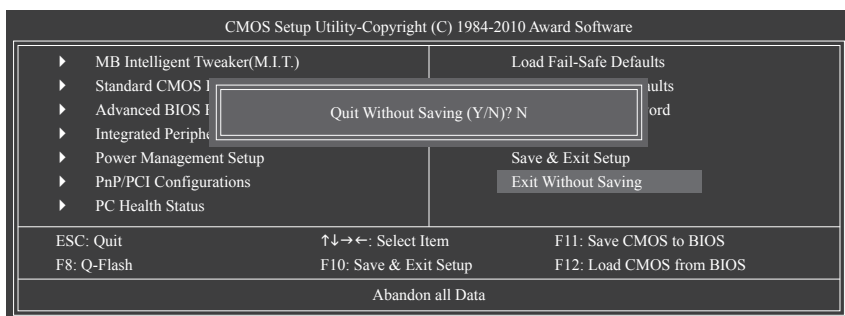 CMOS Setup Utility-Copyright (C) 1984-2010 Award Software
MB Intelligent Tweaker(M.I.T.)
Standard CMOS
Advanced BIOS
Integrated
Power Management Setup
PnP/PCI Configurations
PC Health Status
Load Fail-Safe Defaults
Save & Exit Setup
Exit Without Saving
Quit Without Saving (Y/N)? N
ESC: Quit ↑↓→←: Select Item F11: Save CMOS to BIOS
F8: Q-Flash F10: Save & Exit Setup F12: Load CMOS from BIOS
Abandon all Data